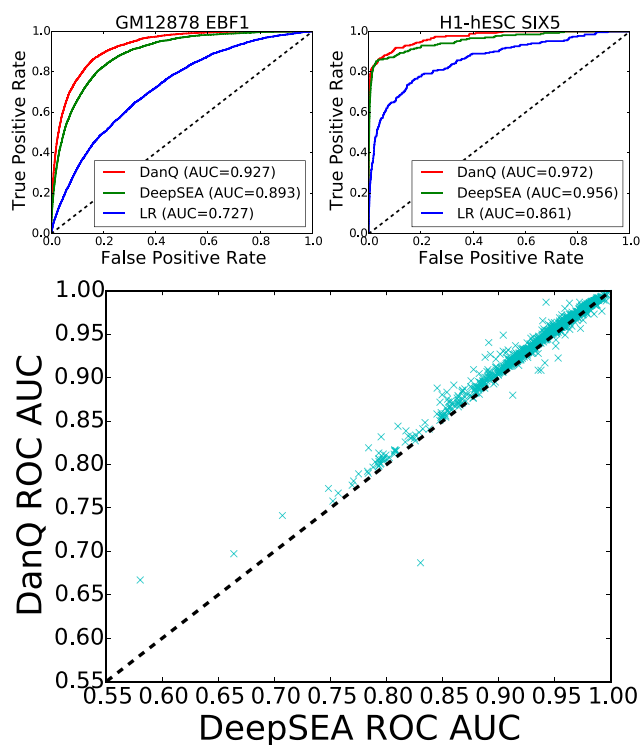 GM12878 EBF1
True Positive Rate
1.0
0.8
0.6
0.4
0.2
0.0
DanQ (AUC=0.927)
DeepSEA (AUC=0.893)
LR (AUC=0.727)
0.0 0.2 0.4 0.6 0.8 1.0
False Positive Rate
H1-hESC SIX5
True Positive Rate
1.0
0.8
0.6
0.4
0.2
0.0
DanQ (AUC=0.972)
DeepSEA (AUC=0.956)
LR (AUC=0.861)
0.0 0.2 0.4 0.6 0.8 1.0
False Positive Rate
DanQ ROC AUC
1.00
0.95
0.90
0.85
0.80
0.75
0.70
0.65
0.60
0.55
0.55 0.60 0.65 0.70 0.75 0.80 0.85 0.90 0.95 1.00
DeepSEA ROC AUC